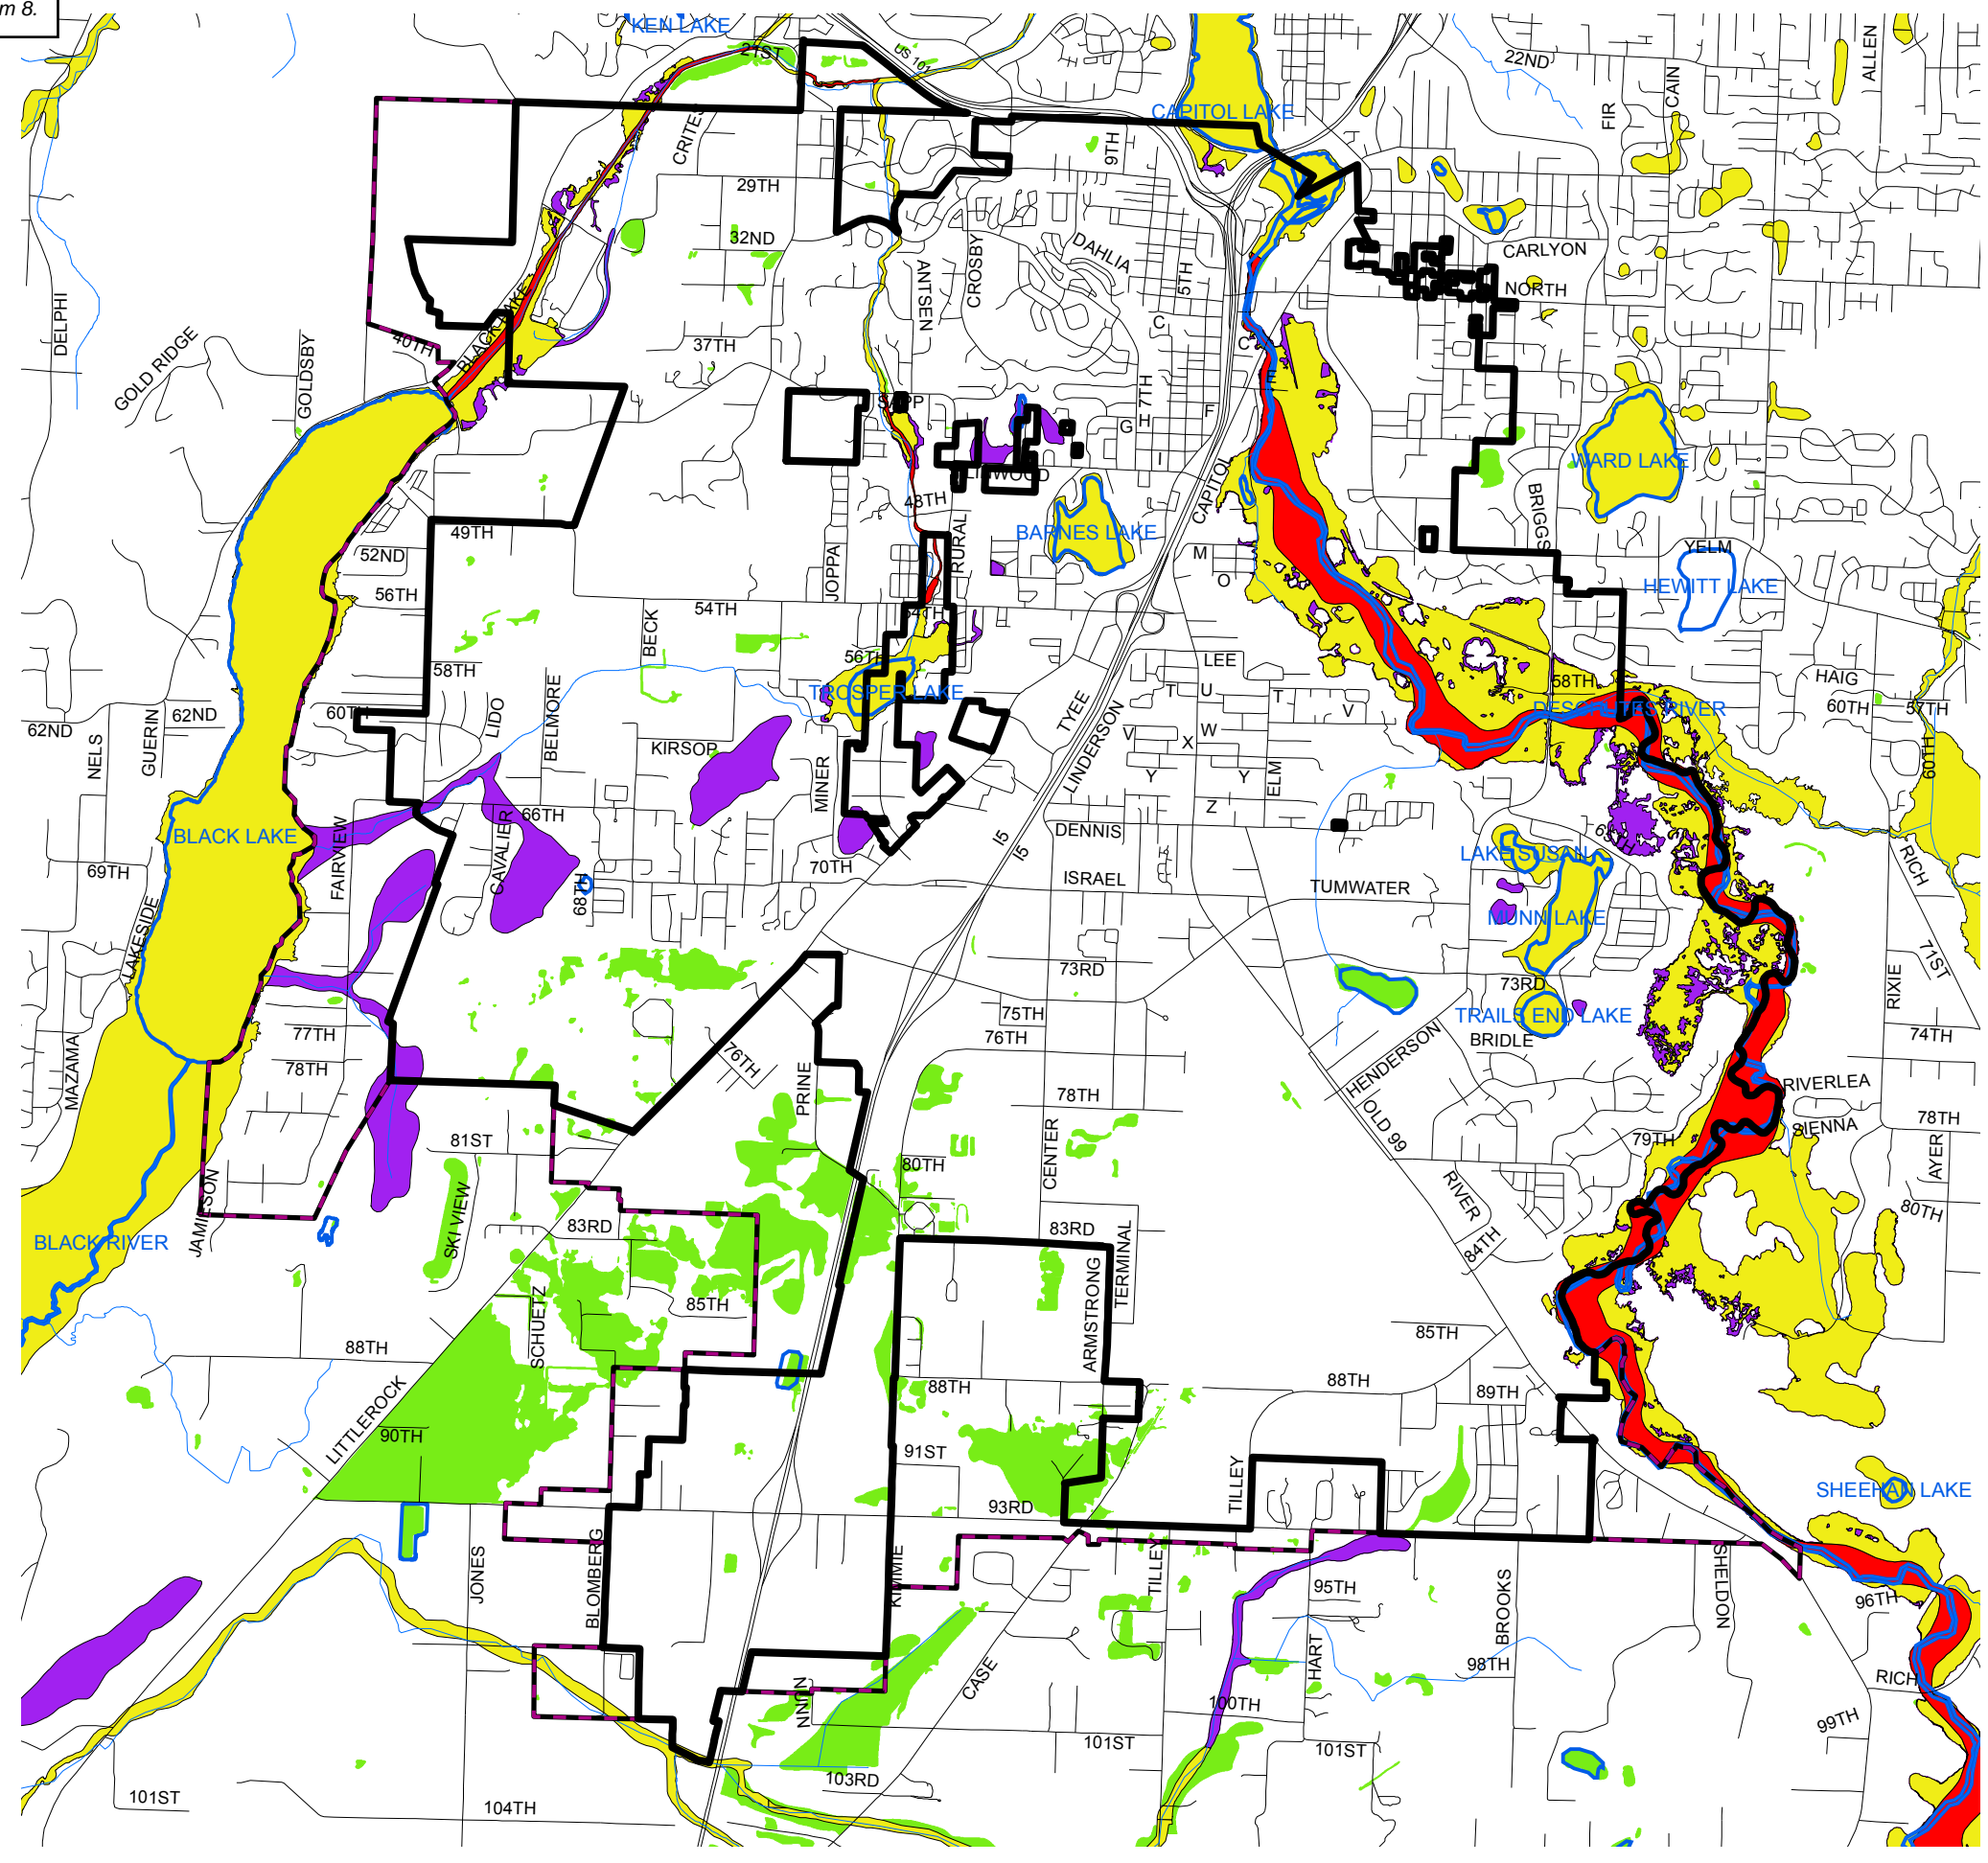 m 8.
KEN LAKE
21ST
US 101
22ND
ALLEN
CAIN
FIR
CAPITOL LAKE
9TH
29TH
32ND
CARLYON
DAHLIA
CROSBY
ANTSEN
5TH
NORTH
DELPHI
GOLD RIDGE
GOLDSBY
40TH
BLACK LAKE
37TH
C
C
E
SAPP
7TH
H
G
F
I
LINWOOD
WARD LAKE
48TH
CAPITOL
BRIGGS
49TH
BARNES LAKE
RURAL
JOPPA
52ND
M
O
YELM
HEWITT LAKE
56TH
54TH
54TH
BECK
56TH
58TH
LEE
58TH
HAIG
TROSPER LAKE
T
U
T
V
60TH
57TH
DESCHUTES RIVER
62ND
62ND
GUERIN
NELS
60TH
LIDO
BELMORE
KIRSOP
MINER
TYEE
LINDERSON
V
W
X
Y
Y
Z
ELM
60TH
BLACK LAKE
66TH
CAVALIER
FAIRVIEW
I5
I5
DENNIS
LAKE SUSAN
RICH
69TH
70TH
68TH
ISRAEL
TUMWATER
MUNN LAKE
LAKESIDE
73RD
73RD
71ST
RIXIE
75TH
76TH
TRAILS END LAKE
BRIDLE
HENDERSON
74TH
MAZAMA
77TH
78TH
76TH
PRINE
78TH
OLD 99
RIVERLEA
SIENNA
78TH
79TH
AYER
81ST
80TH
CENTER
RIVER
80TH
JAMIESON
SKI VIEW
83RD
83RD
84TH
BLACK RIVER
TERMINAL
ARMSTRONG
85TH
SCHUETZ
85TH
88TH
88TH
88TH
89TH
LITTLEROCK
90TH
91ST
TILLEY
93RD
SHEEHAN LAKE
JONES
BLOMBERG
KIMMIE
TILLEY
95TH
BROOKS
SHELDON
96TH
HART
98TH
RICH
CASE
NUNN
100TH
99TH
101ST
101ST
103RD
101ST
104TH